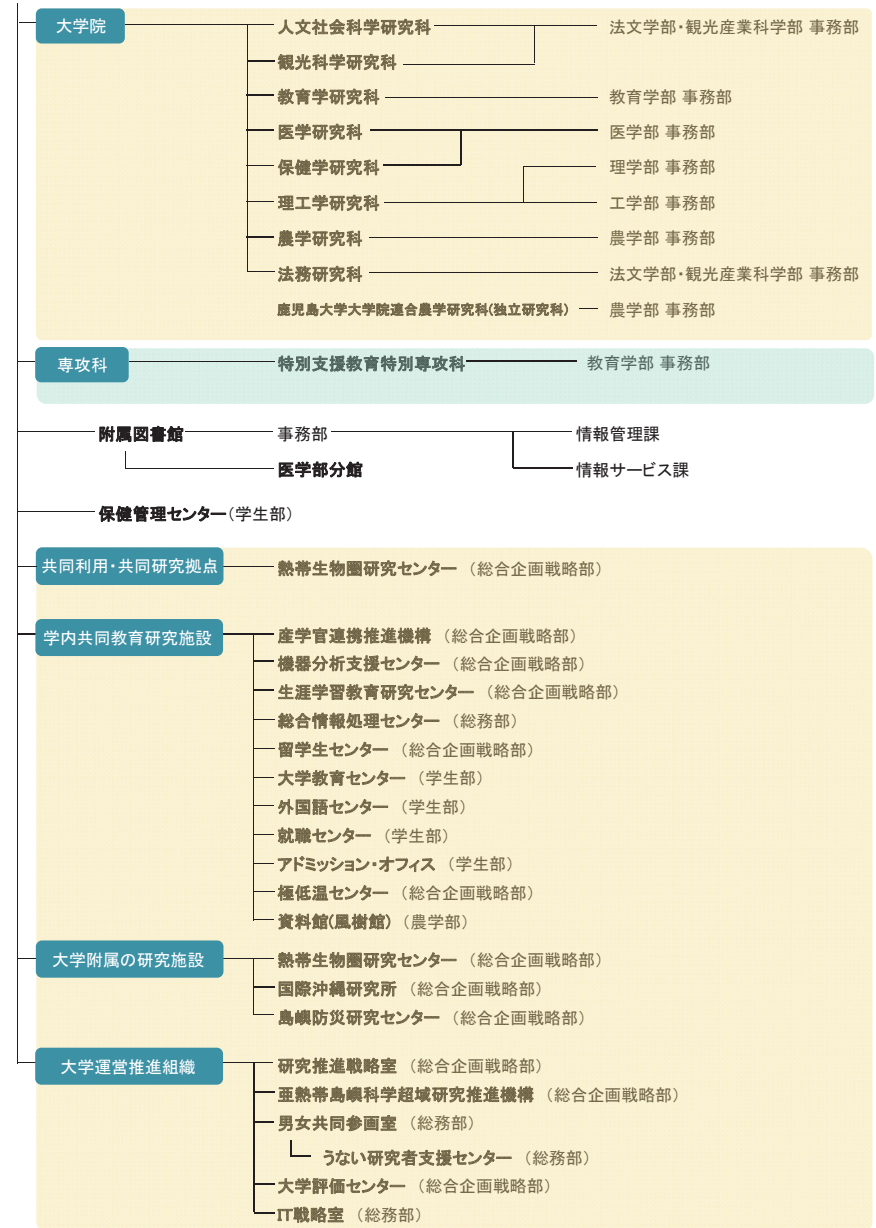 大学院 人文社会科学研究科 法文学部・観光産業科学部 事務部
観光科学研究科
教育学研究科 教育学部 事務部
医学研究科 医学部 事務部
保健学研究科 理学部 事務部
理工学研究科 工学部 事務部
農学研究科 農学部 事務部
法務研究科 法文学部・観光産業科学部 事務部
鹿児島大学大学院連合農学研究科(独立研究科) 農学部 事務部
専攻科 特別支援教育特別専攻科 教育学部 事務部
附属図書館 事務部 情報管理課
医学部分館 情報サービス課
保健管理センター(学生部)
共同利用・共同研究拠点 熱帯生物圏研究センター (総合企画戦略部)
学内共同教育研究施設 産学官連携推進機構 (総合企画戦略部)
機器分析支援センター (総合企画戦略部)
生涯学習教育研究センター (総合企画戦略部)
総合情報処理センター (総務部)
留学生センター (総合企画戦略部)
大学教育センター (学生部)
外国語センター (学生部)
就職センター (学生部)
アドミッション・オフィス (学生部)
極低温センター (総合企画戦略部)
資料館(風樹館) (農学部)
大学附属の研究施設 熱帯生物圏研究センター (総合企画戦略部)
国際沖縄研究所 (総合企画戦略部)
島嶼防災研究センター (総合企画戦略部)
大学運営推進組織 研究推進戦略室 (総合企画戦略部)
亜熱帯島嶼科学超域研究推進機構 (総合企画戦略部)
男女共同参画室 (総務部)
うない研究者支援センター (総務部)
大学評価センター (総合企画戦略部)
IT戦略室 (総務部)